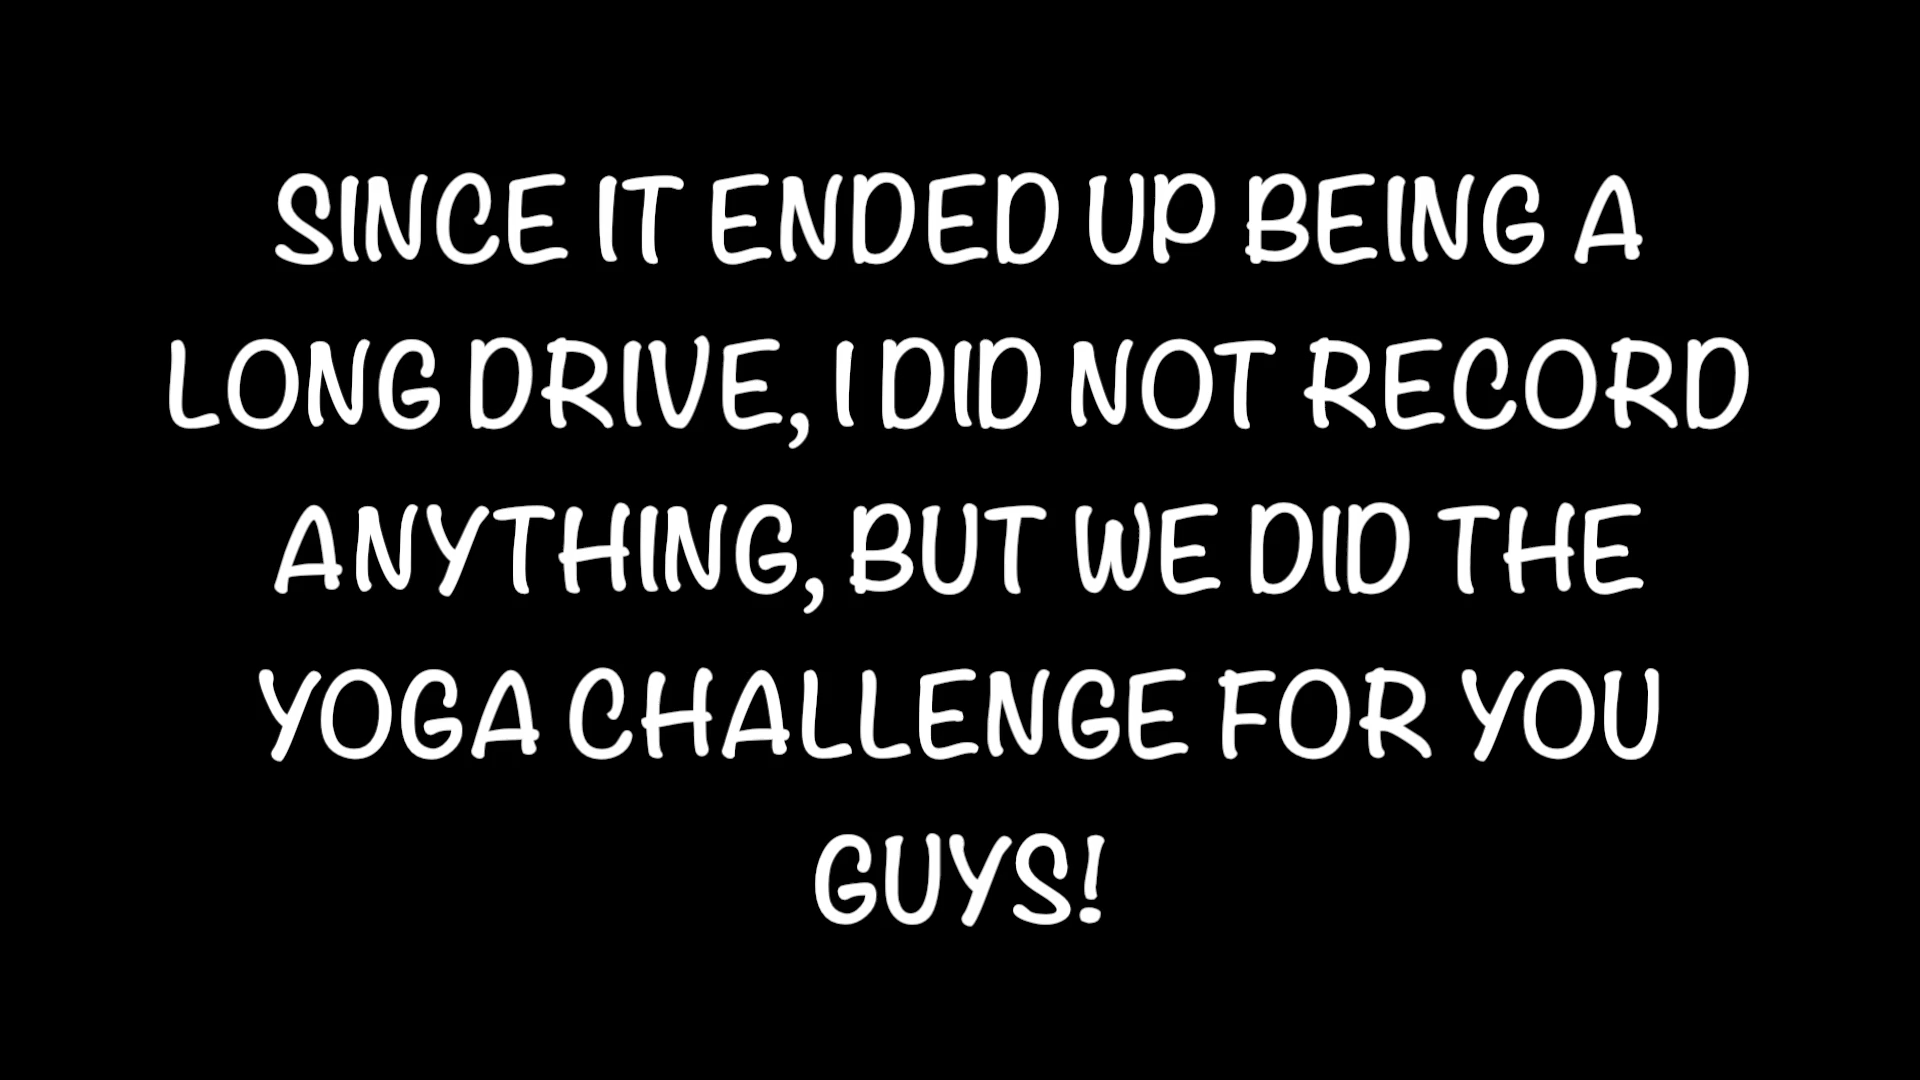 SINCE IT ENDED UP BEING A
LONG DRIVE, I DID NOT RECORD
ANYTHING, BUT WE DID THE
YOGA CHALLENGE FOR YOU
GUYS!